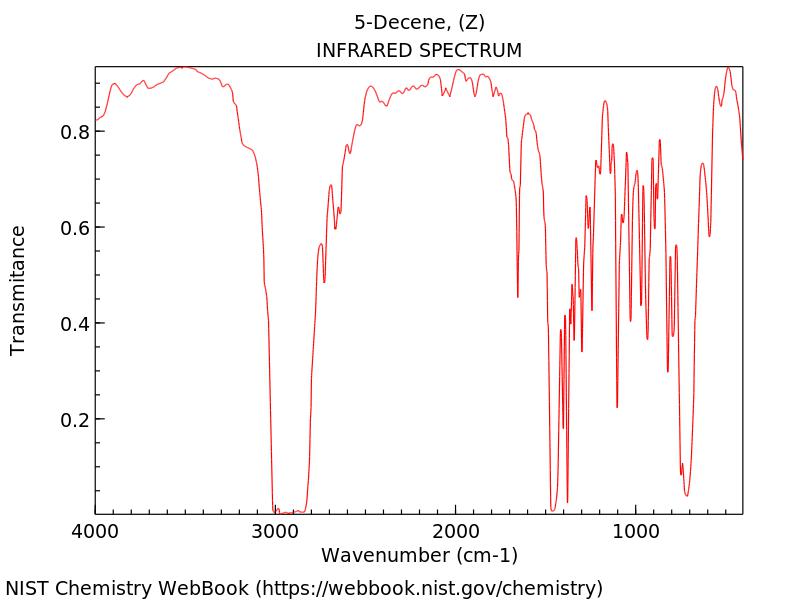 5-Decene, (Z)
INFRARED SPECTRUM
0.8
0.6
0.4
0.2
Transmitance
4000 3000 2000 1000
Wavenumber (cm-1)
NIST Chemistry WebBook (https://webbook.nist.gov/chemistry)